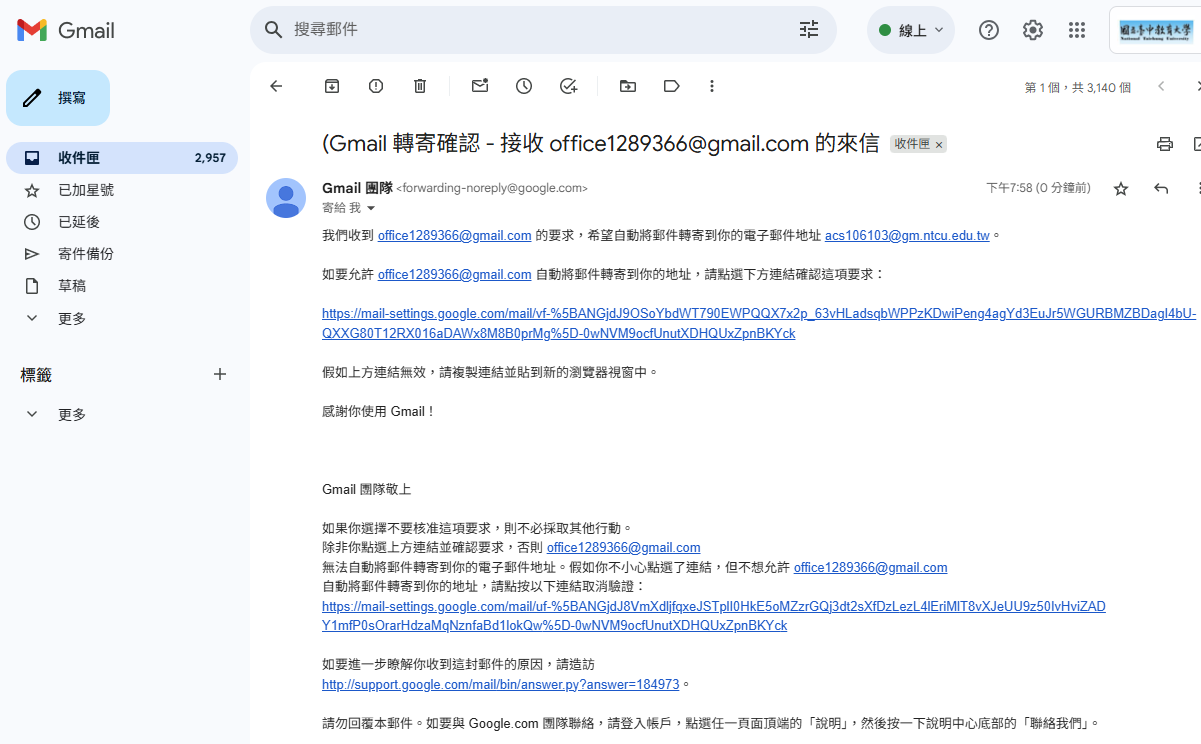 Gmail
搜尋郵件
線上
國立臺中教育大學
National Taichung University
撰寫
第 1 個，共 3,140 個
收件匣 2,957
已加星號
已延後
寄件備份
草稿
更多
標籤
更多
(Gmail 轉寄確認 - 接收 office1289366@gmail.com 的來信 收件匣 ×
Gmail 團隊 <forwarding-noreply@google.com> 下午7:58 (0 分鐘前)
寄給 我
我們收到 office1289366@gmail.com 的要求，希望自動將郵件轉寄到你的電子郵件地址 acs106103@gm.ntcu.edu.tw。
如要允許 office1289366@gmail.com 自動將郵件轉寄到你的地址，請點選下方連結確認這項要求：
https://mail-settings.google.com/mail/vf-%5BANGjdJ9OSoYbdWT790EWPQQX7x2p_63vHLadsqbWPPzKDwiPeng4agYd3EuJr5WGURBMZBDagI4bU-
QXXG80T12RX016aDAWx8M8B0prMg%5D-0wNVM9ocfUnutXDHQUxZpnBKYck
假如上方連結無效，請複製連結並貼到新的瀏覽器視窗中。
感謝你使用 Gmail！
Gmail 團隊敬上
如果你選擇不要核准這項要求，則不必採取其他行動。
除非你點選上方連結並確認要求，否則 office1289366@gmail.com
無法自動將郵件轉寄到你的電子郵件地址。假如你不小心點選了連結，但不想允許 office1289366@gmail.com
自動將郵件轉寄到你的地址，請點按以下連結取消驗證：
https://mail-settings.google.com/mail/uf-%5BANGjdJ8VmXdljfqxeJSTplI0HkE5oMZzrGQj3dt2sXfDzLezL4lEriMIT8vXJeUU9z50IvHviZAD
Y1mfP0sOrarHdzaMqNznfaBd1IokQw%5D-0wNVM9ocfUnutXDHQUxZpnBKYck
如要進一步瞭解你收到這封郵件的原因，請造訪
http://support.google.com/mail/bin/answer.py?answer=184973。
請勿回覆本郵件。如要與 Google.com 團隊聯絡，請登入帳戶，點選任一頁面頂端的「說明」，然後按一下說明中心底部的「聯絡我們」。